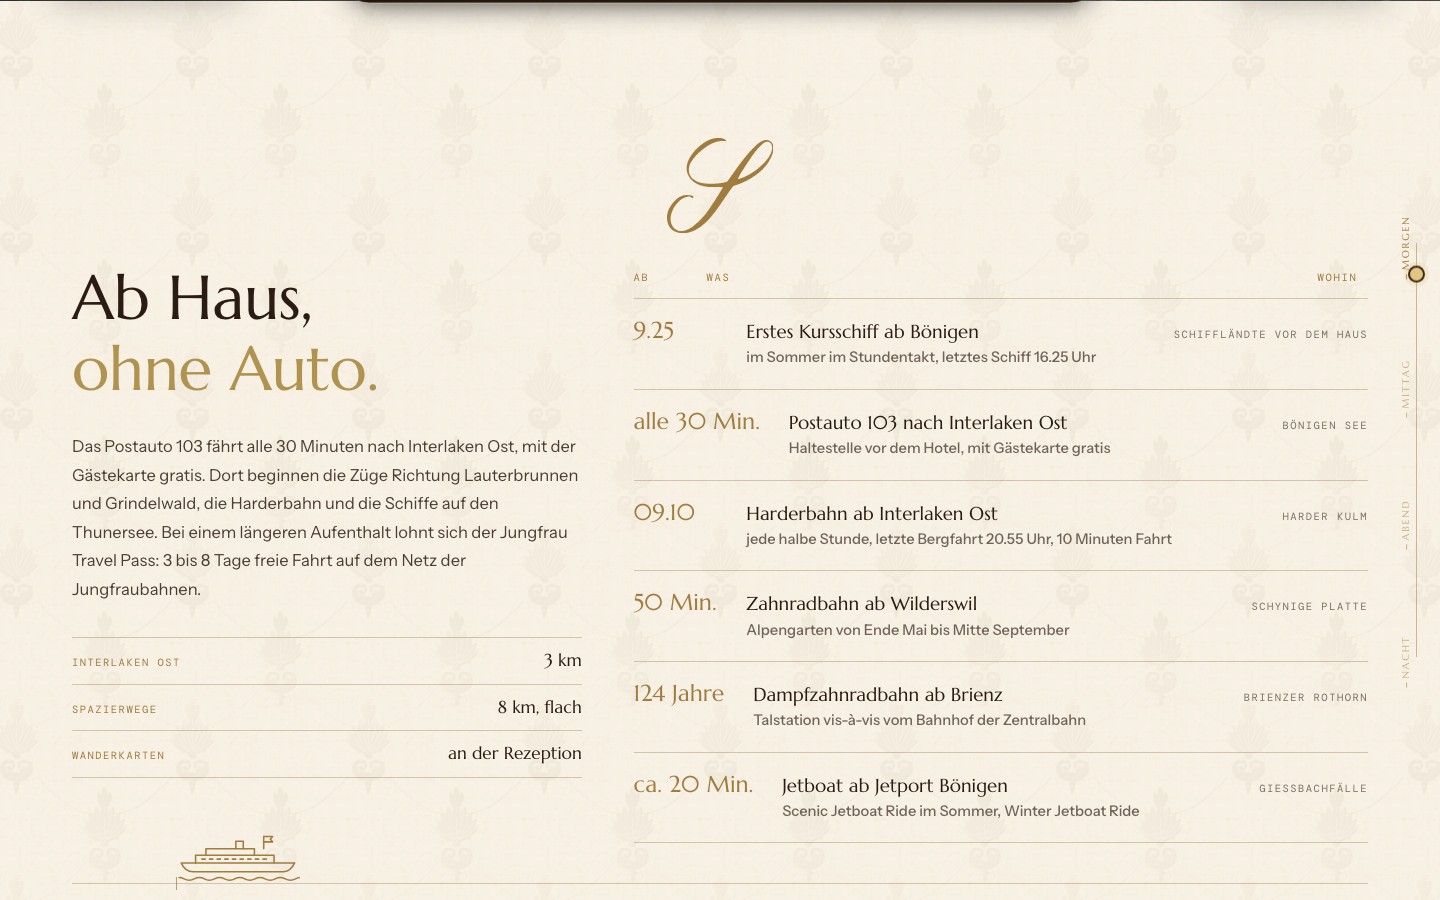 S
Ab Haus,
ohne Auto.
Das Postauto 103 fährt alle 30 Minuten nach Interlaken Ost, mit der
Gästekarte gratis. Dort beginnen die Züge Richtung Lauterbrunnen
und Grindelwald, die Harderbahn und die Schiffe auf den
Thunersee. Bei einem längeren Aufenthalt lohnt sich der Jungfrau
Travel Pass: 3 bis 8 Tage freie Fahrt auf dem Netz der
Jungfraubahnen.
INTERLAKEN OST 3 km
SPAZIERWEGE 8 km, flach
WANDERKARTEN an der Rezeption
AB WAS WOHIN
9.25 Erstes Kursschiff ab Bönigen SCHIFFLÄNDTE VOR DEM HAUS
im Sommer im Stundentakt, letztes Schiff 16.25 Uhr
alle 30 Min. Postauto 103 nach Interlaken Ost BÖNIGEN SEE
Haltestelle vor dem Hotel, mit Gästekarte gratis
09.10 Harderbahn ab Interlaken Ost HARDER KULM
jede halbe Stunde, letzte Bergfahrt 20.55 Uhr, 10 Minuten Fahrt
50 Min. Zahnradbahn ab Wilderswil SCHYNIGE PLATTE
Alpengarten von Ende Mai bis Mitte September
124 Jahre Dampfzahnradbahn ab Brienz BRIENZER ROTHORN
Talstation vis-à-vis vom Bahnhof der Zentralbahn
ca. 20 Min. Jetboat ab Jetport Bönigen GIESSBACHFÄLLE
Scenic Jetboat Ride im Sommer, Winter Jetboat Ride
MORGEN
MITTAG
ABEND
NACHT